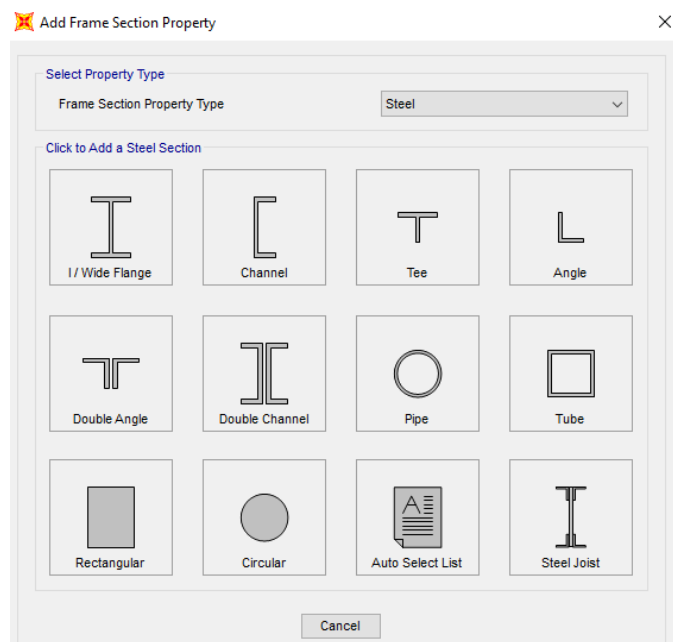 Add Frame Section Property
Select Property Type
Frame Section Property Type Steel
Click to Add a Steel Section
I / Wide Flange Channel Tee Angle
Double Angle Double Channel Pipe Tube
A
Rectangular Circular Auto Select List Steel Joist
Cancel